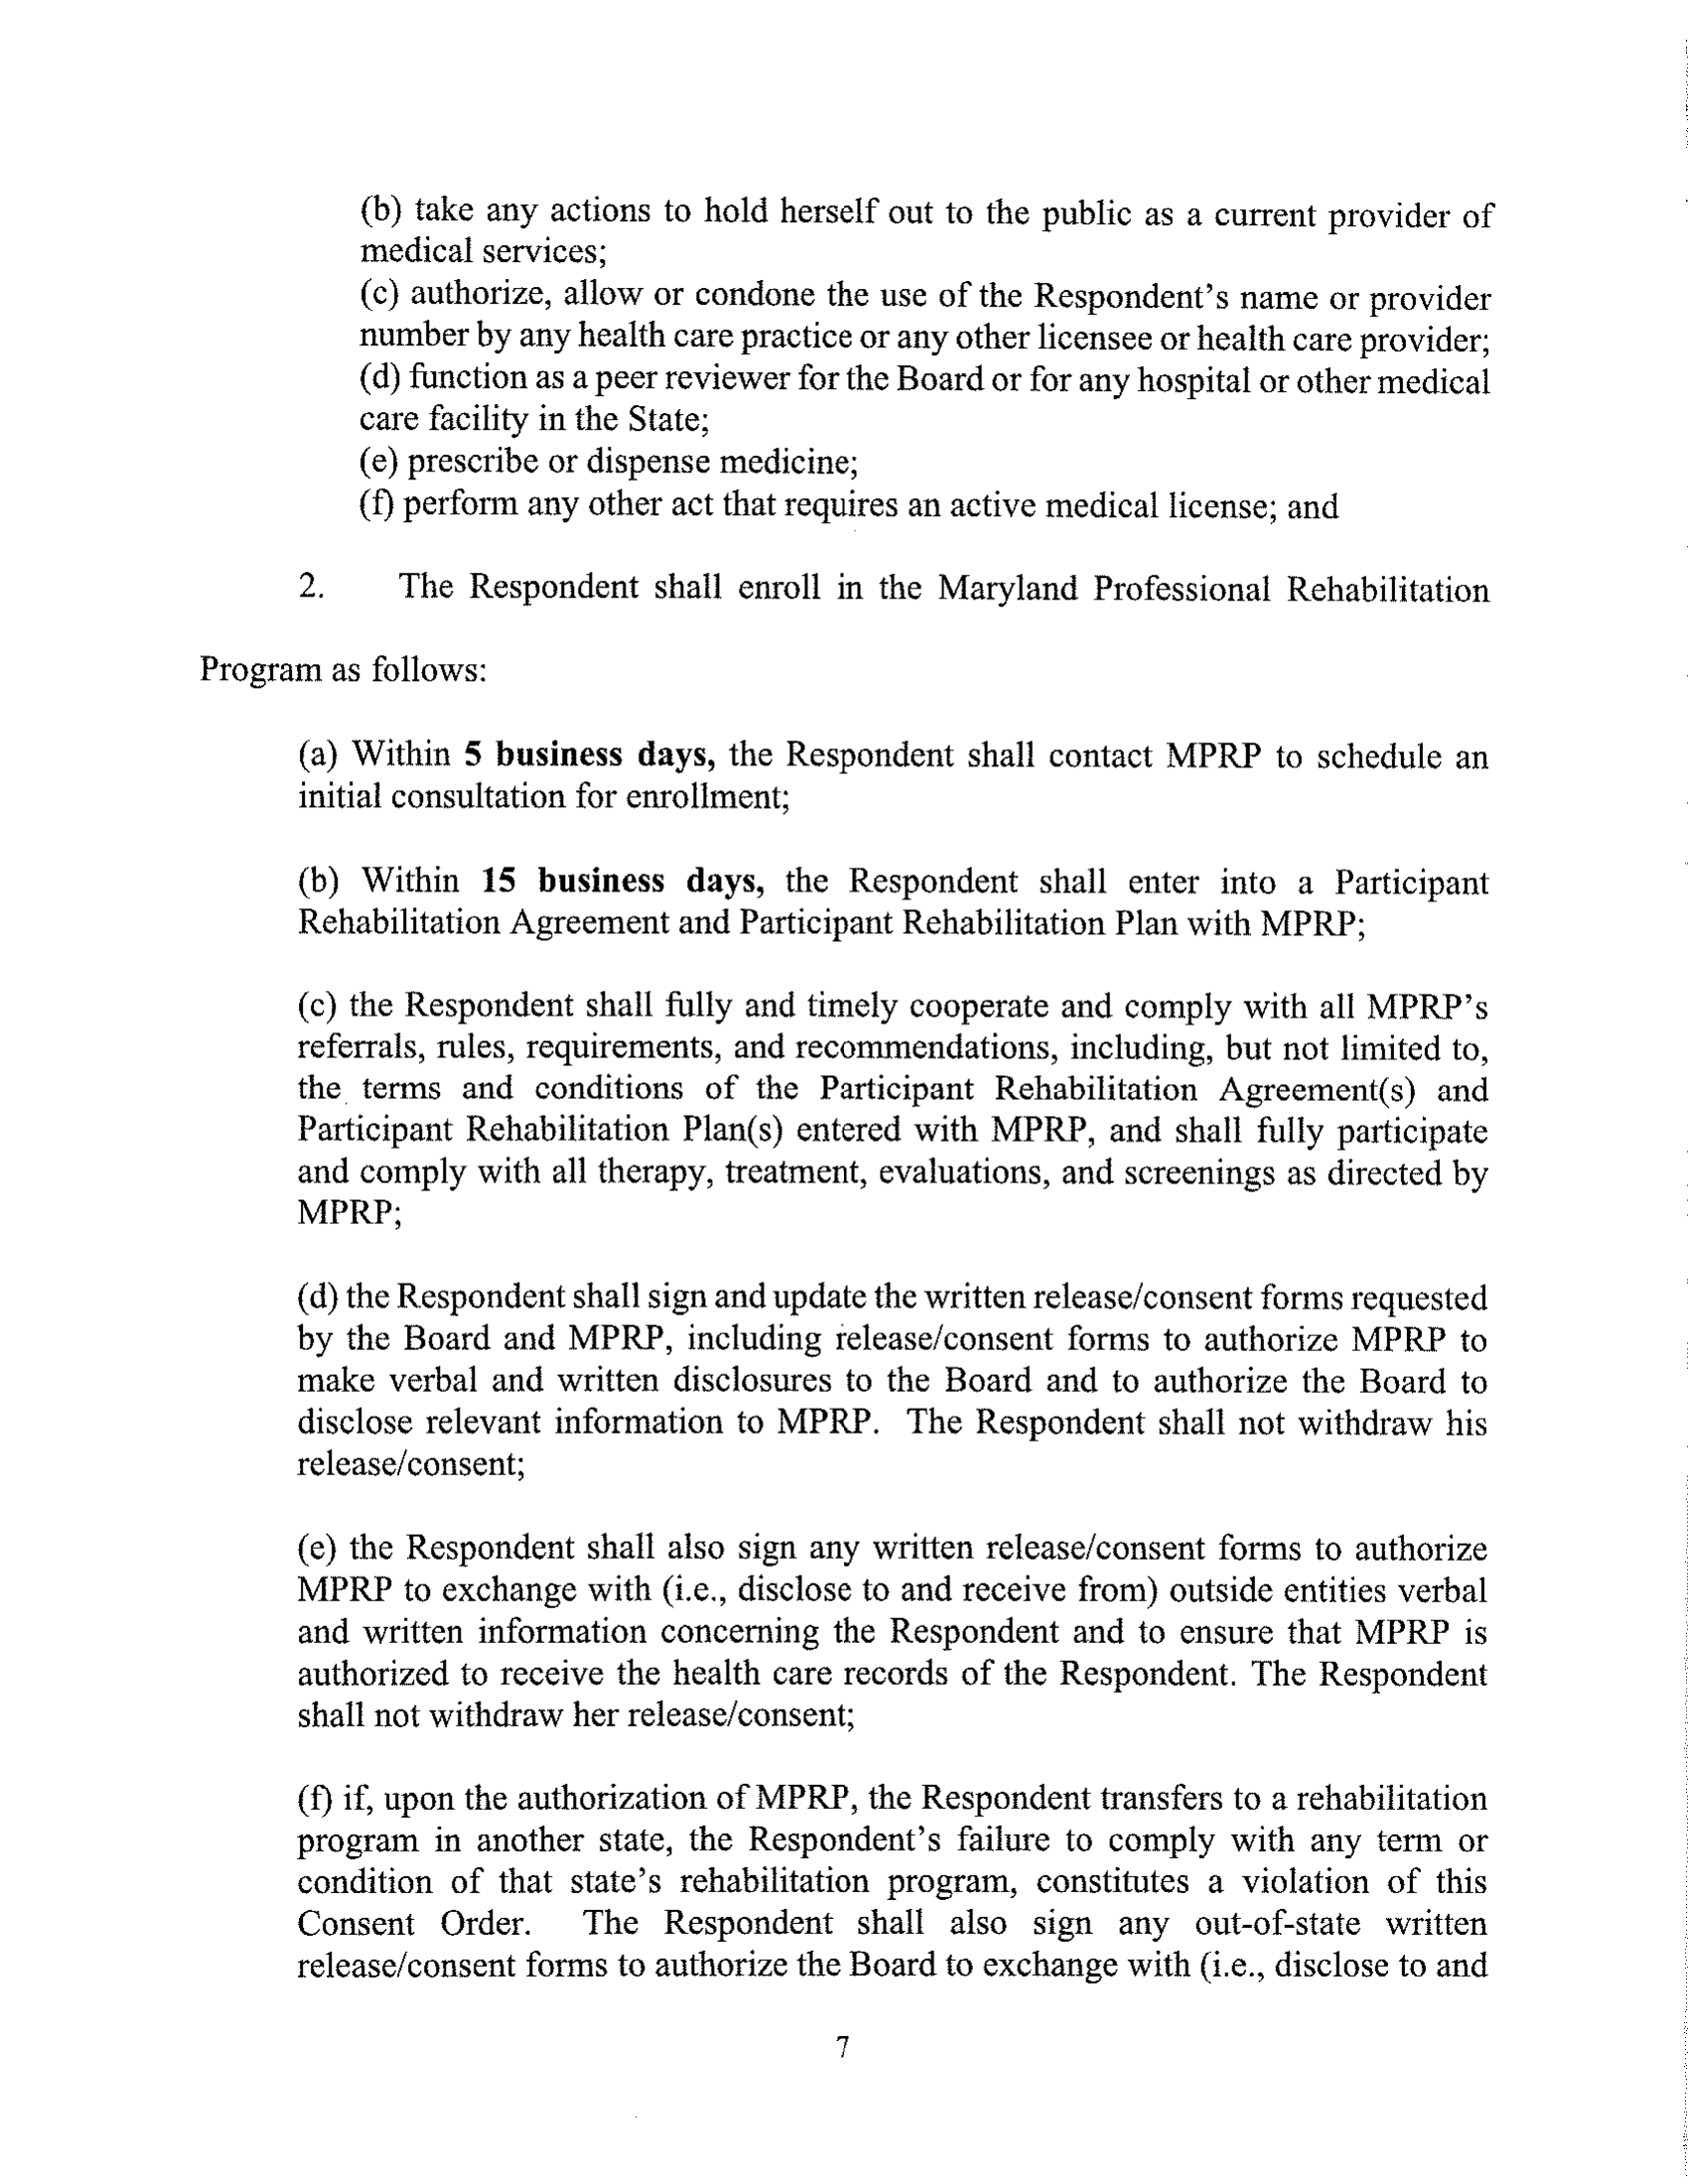 (b) take any actions to hold herself out to the public as a current provider of
medical services;
(c) authorize, allow or condone the use of the Respondent's name or provider
number by any health care practice or any other licensee or health care provider;
(d) function as a peer reviewer for the Board or for any hospital or other medical
care facility in the State;
(e) prescribe or dispense medicine;
(f) perform any other act that requires an active medical license; and
2. The Respondent shall enroll in the Maryland Professional Rehabilitation
Program as follows:
(a) Within 5 business days, the Respondent shall contact MPRP to schedule an
initial consultation for enrollment;
(b) Within 15 business days, the Respondent shall enter into a Participant
Rehabilitation Agreement and Participant Rehabilitation Plan with MPRP;
(c) the Respondent shall fully and timely cooperate and comply with all MPRP's
referrals, rules, requirements, and recommendations, including, but not limited to,
the terms and conditions of the Participant Rehabilitation Agreement(s) and
Participant Rehabilitation Plan(s) entered with MPRP, and shall fully participate
and comply with all therapy, treatment, evaluations, and screenings as directed by
MPRP;
(d) the Respondent shall sign and update the written release/consent forms requested
by the Board and MPRP, including release/consent forms to authorize MPRP to
make verbal and written disclosures to the Board and to authorize the Board to
disclose relevant information to MPRP. The Respondent shall not withdraw his
release/consent;
(e) the Respondent shall also sign any written release/consent forms to authorize
MPRP to exchange with (i.e., disclose to and receive from) outside entities verbal
and written information concerning the Respondent and to ensure that MPRP is
authorized to receive the health care records of the Respondent. The Respondent
shall not withdraw her release/consent;
(f) if, upon the authorization of MPRP, the Respondent transfers to a rehabilitation
program in another state, the Respondent's failure to comply with any term or
condition of that state's rehabilitation program, constitutes a violation of this
Consent Order. The Respondent shall also sign any out-of-state written
release/consent forms to authorize the Board to exchange with (i.e., disclose to and
7